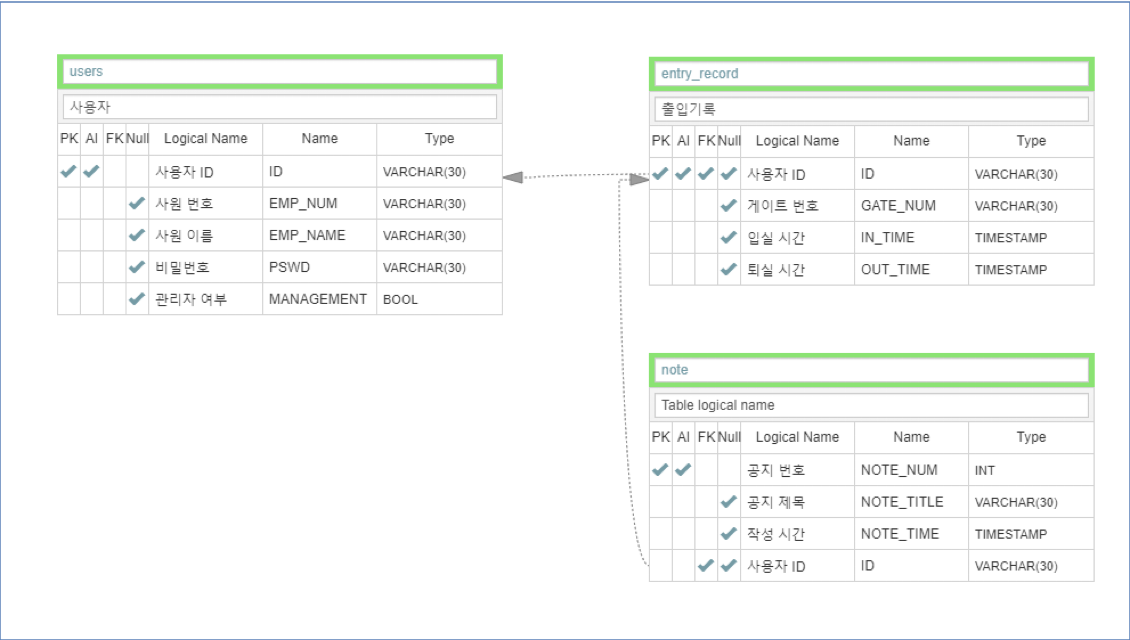 users
사용자
PK AI FK Null Logical Name Name Type
사용자 ID ID VARCHAR(30)
사원 번호 EMP_NUM VARCHAR(30)
사원 이름 EMP_NAME VARCHAR(30)
비밀번호 PSWD VARCHAR(30)
관리자 여부 MANAGEMENT BOOL
entry_record
출입기록
PK AI FK Null Logical Name Name Type
사용자 ID ID VARCHAR(30)
게이트 번호 GATE_NUM VARCHAR(30)
입실 시간 IN_TIME TIMESTAMP
퇴실 시간 OUT_TIME TIMESTAMP
note
Table logical name
PK AI FK Null Logical Name Name Type
공지 번호 NOTE_NUM INT
공지 제목 NOTE_TITLE VARCHAR(30)
작성 시간 NOTE_TIME TIMESTAMP
사용자 ID ID VARCHAR(30)